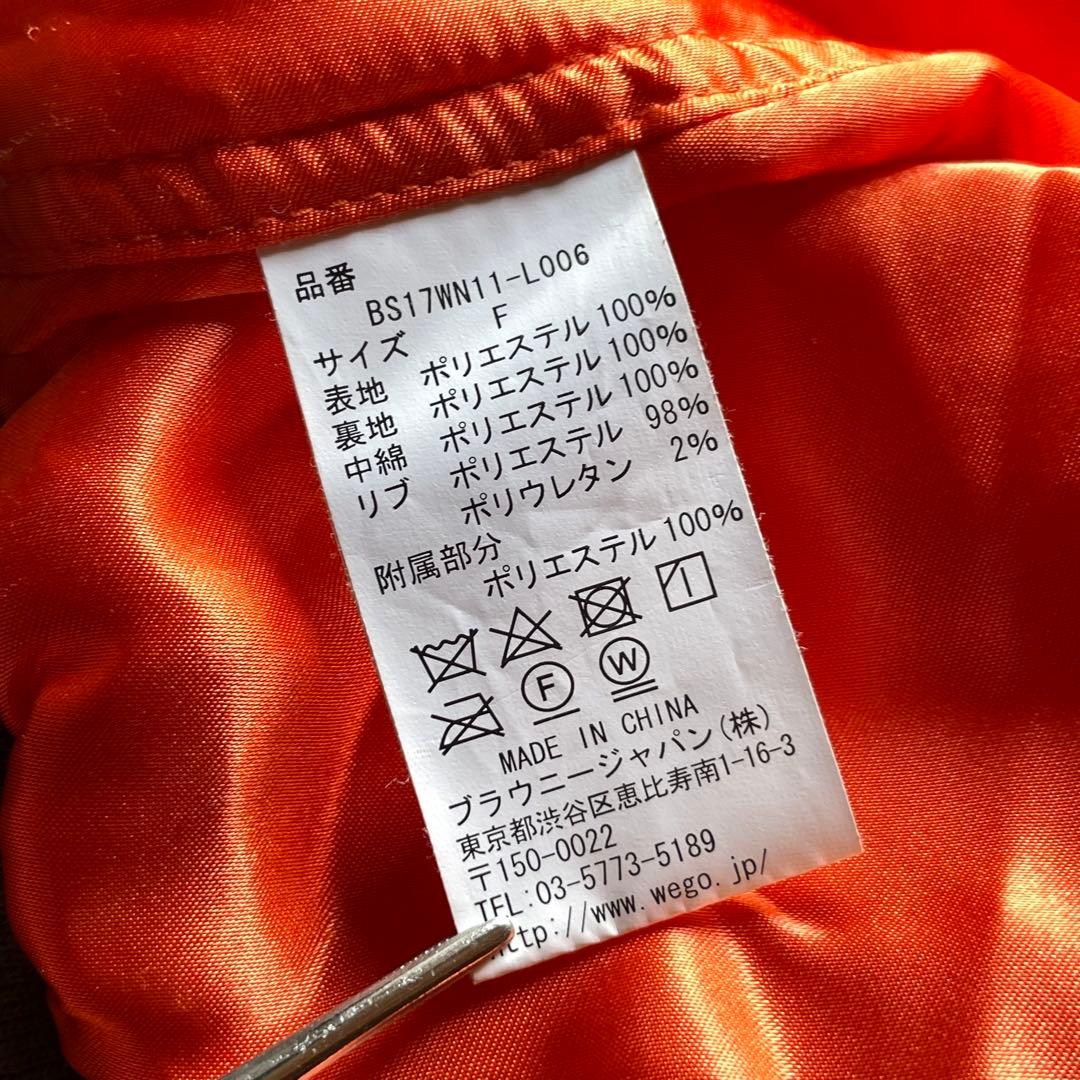 品番
BS17WN11-L006
サイズ F
表地 ポリエステル 100%
裏地 ポリエステル 100%
中綿 ポリエステル 100%
リブ ポリエステル 98%
ポリウレタン 2%
附属部分
ポリエステル 100%
F W
MADE IN CHINA
ブラウニージャパン(株)
東京都渋谷区恵比寿南1-16-3
〒150-0022
TEL:03-5773-5189
http://www.wego.jp/